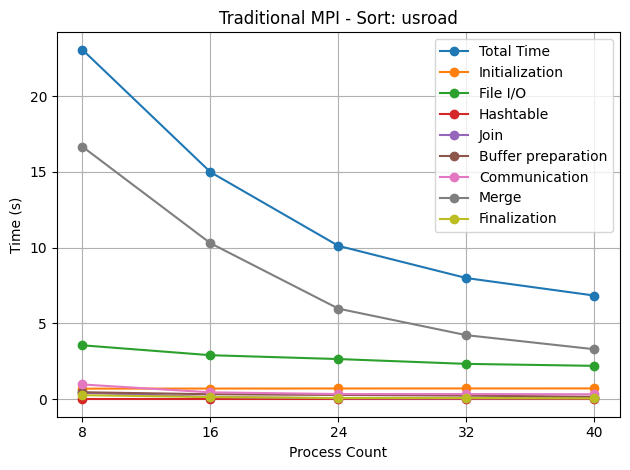 Traditional MPI - Sort: usroad
Total Time
Initialization
File I/O
Hashtable
Join
Buffer preparation
Communication
Merge
Finalization
Time (s)
20
15
10
5
0
8 16 24 32 40
Process Count